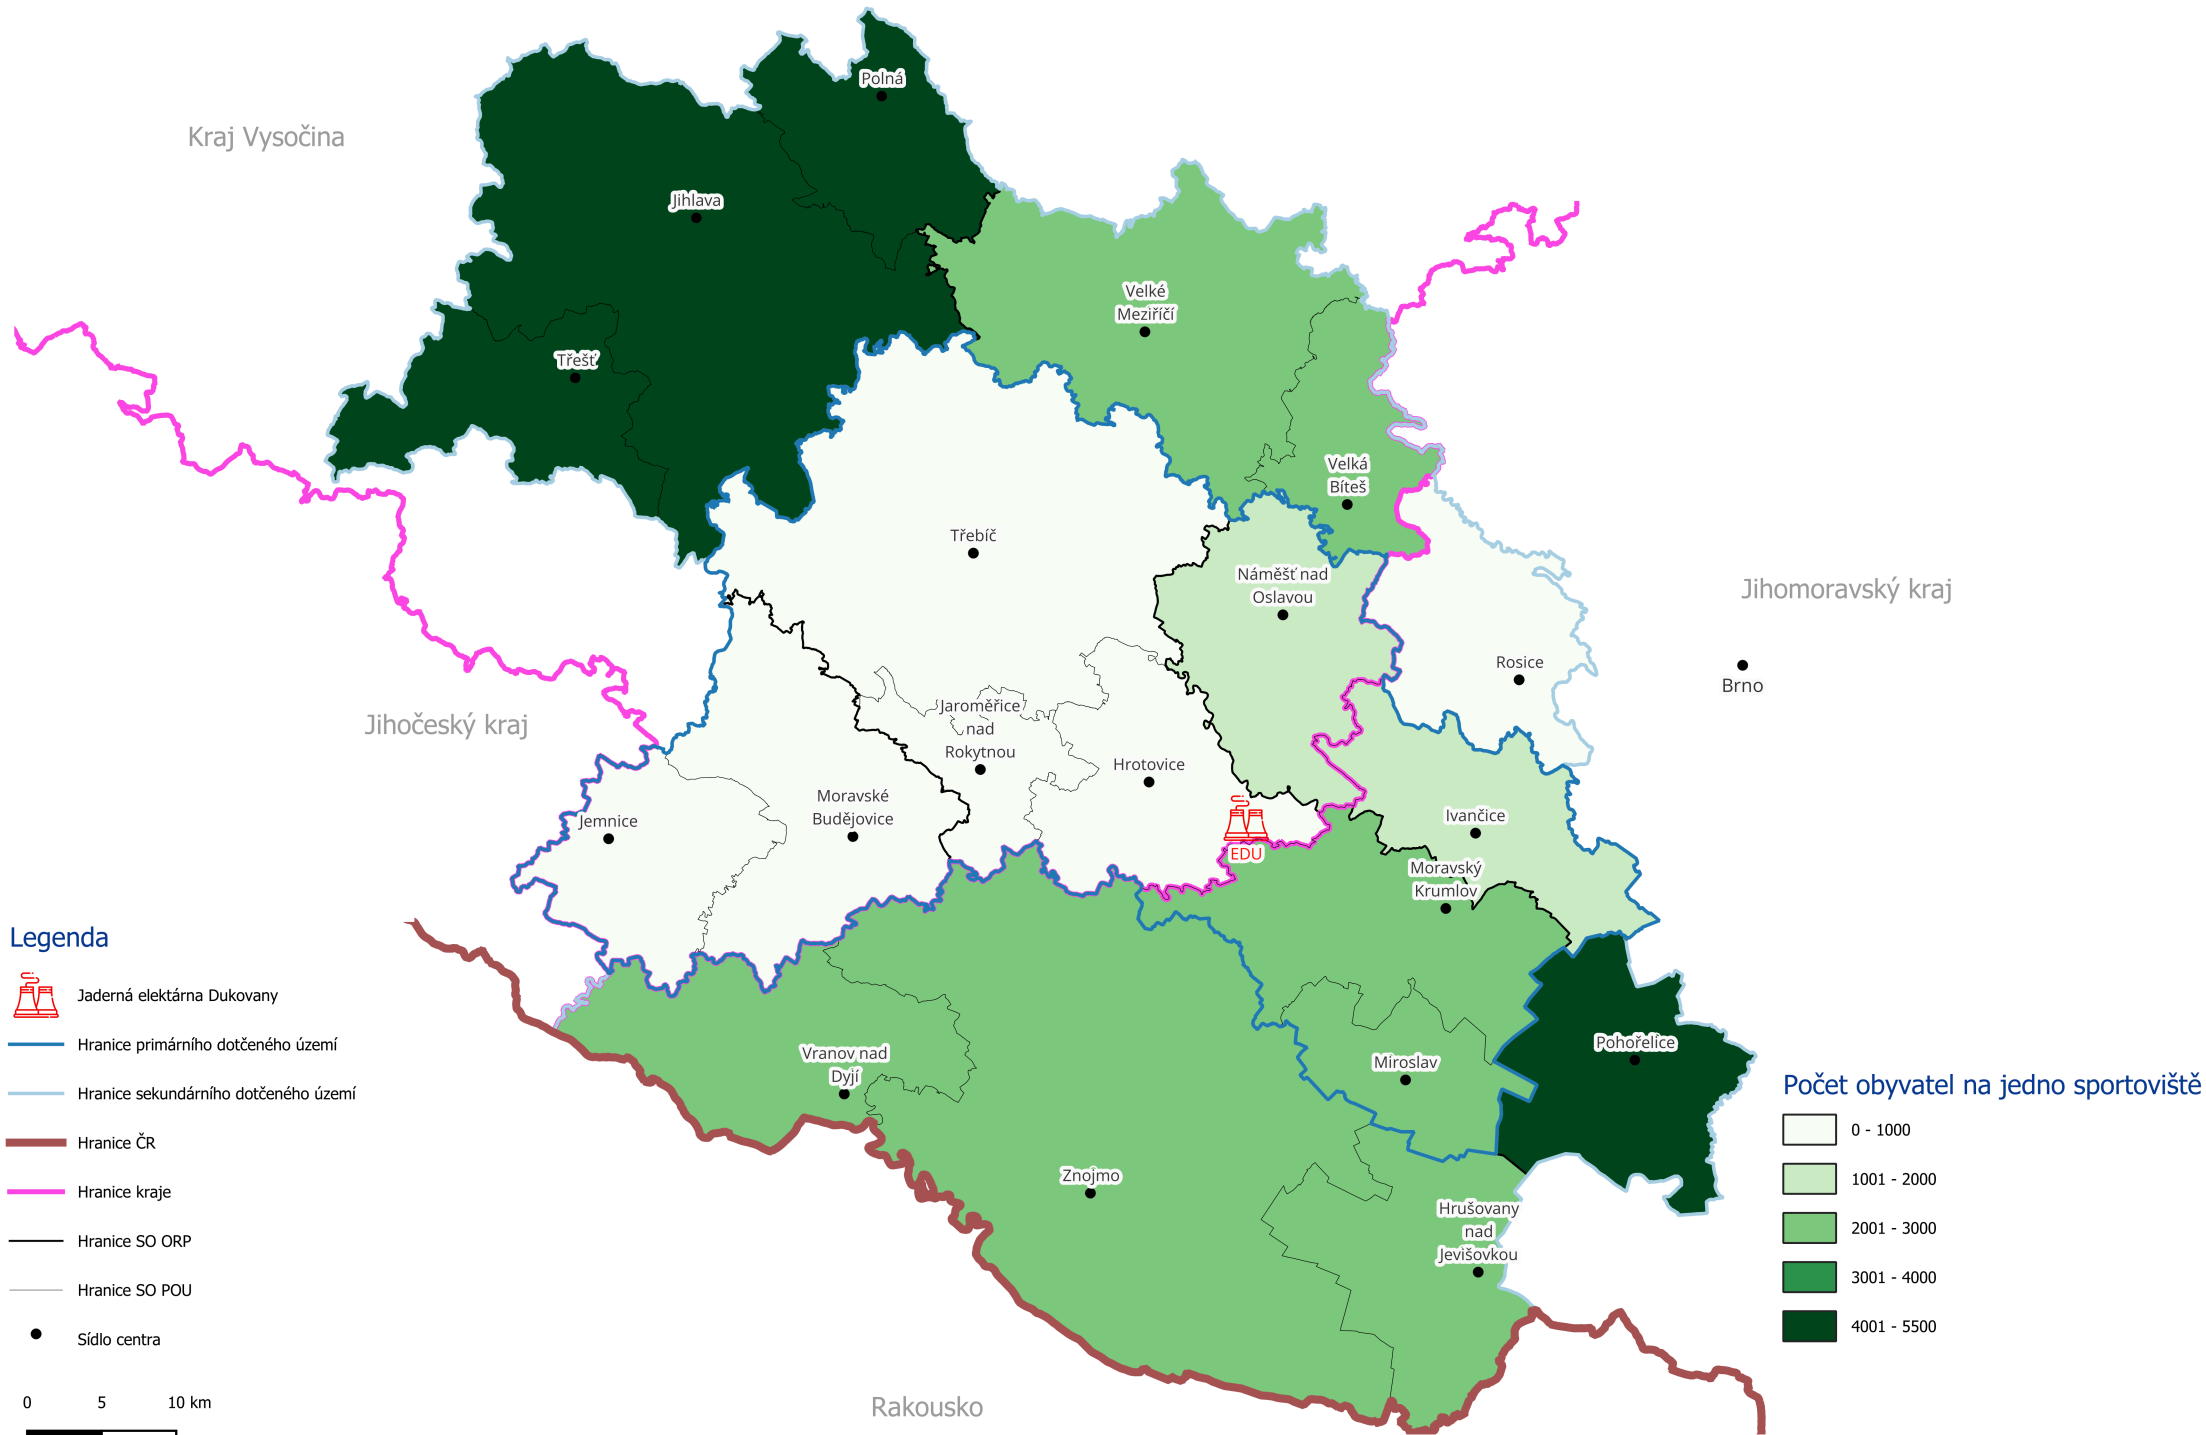 Polná
Kraj Vysočina
Jihlava
Velké
Meziříčí
Třešť
Velká
Bíteš
Třebíč
Náměšť nad
Oslavou
Jihomoravský kraj
Rosice
Brno
Jihočeský kraj
Jaroměřice
nad
Rokytnou
Hrotovice
Moravské
Budějovice
Jemnice
Ivančice
EDU
Moravský
Krumlov
Pohořelice
Miroslav
Vranov nad
Dyjí
Znojmo
Hrušovany
nad
Jevišovkou
Rakousko
Legenda
Jaderná elektárna Dukovany
Hranice primárního dotčeného území
Hranice sekundárního dotčeného území
Hranice ČR
Hranice kraje
Hranice SO ORP
Hranice SO POU
Sídlo centra
0 5 10 km
Počet obyvatel na jedno sportoviště
0 - 1000
1001 - 2000
2001 - 3000
3001 - 4000
4001 - 5500